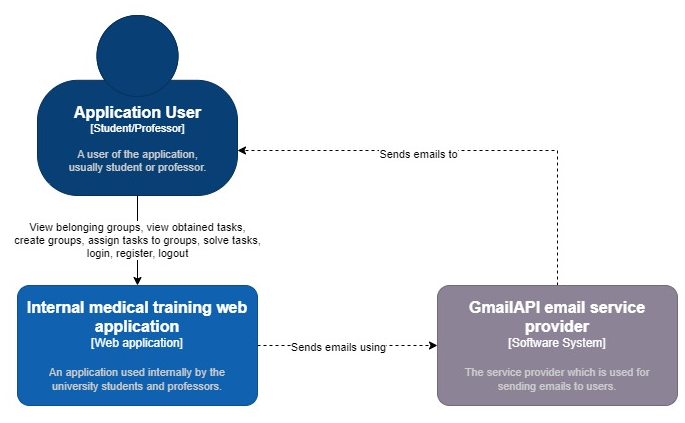 Application User
[Student/Professor]
A user of the application,
usually student or professor.
Sends emails to
View belonging groups, view obtained tasks,
create groups, assign tasks to groups, solve tasks,
login, register, logout
Internal medical training web
application
[Web application]
An application used internally by the
university students and professors.
Sends emails using
GmailAPI email service
provider
[Software System]
The service provider which is used for
sending emails to users.